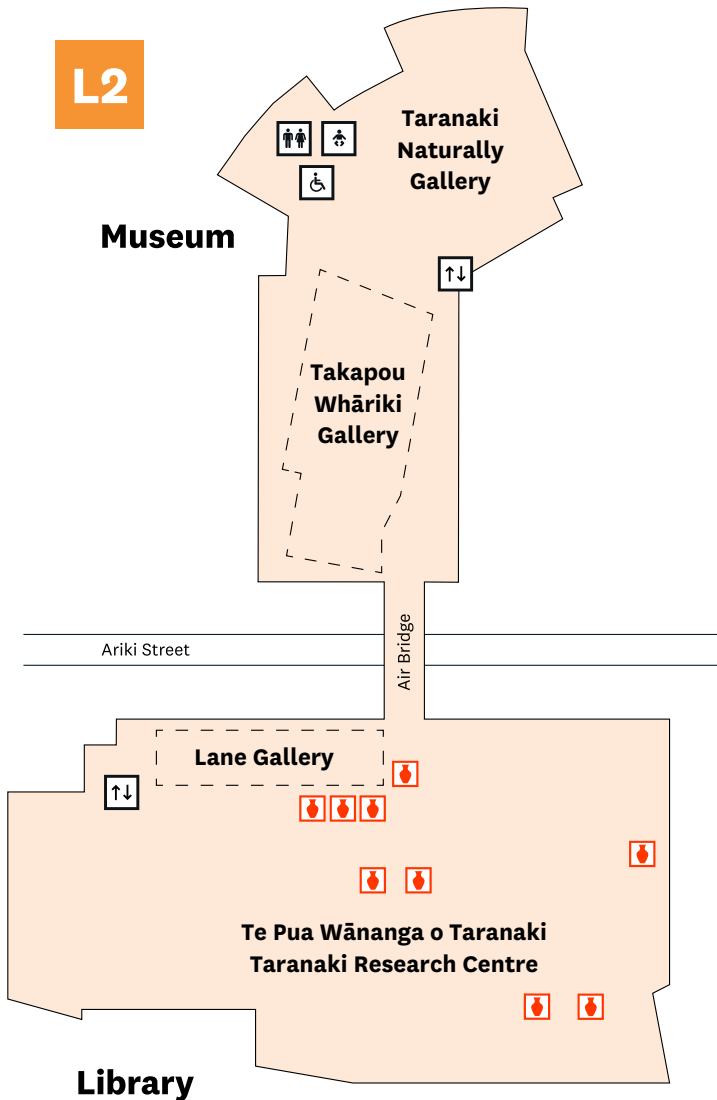 L2
Taranaki
Naturally
Gallery
Museum
Takapou
Whāriki
Gallery
Ariki Street
Air Bridge
Lane Gallery
Te Pua Wānanga o Taranaki
Taranaki Research Centre
Library